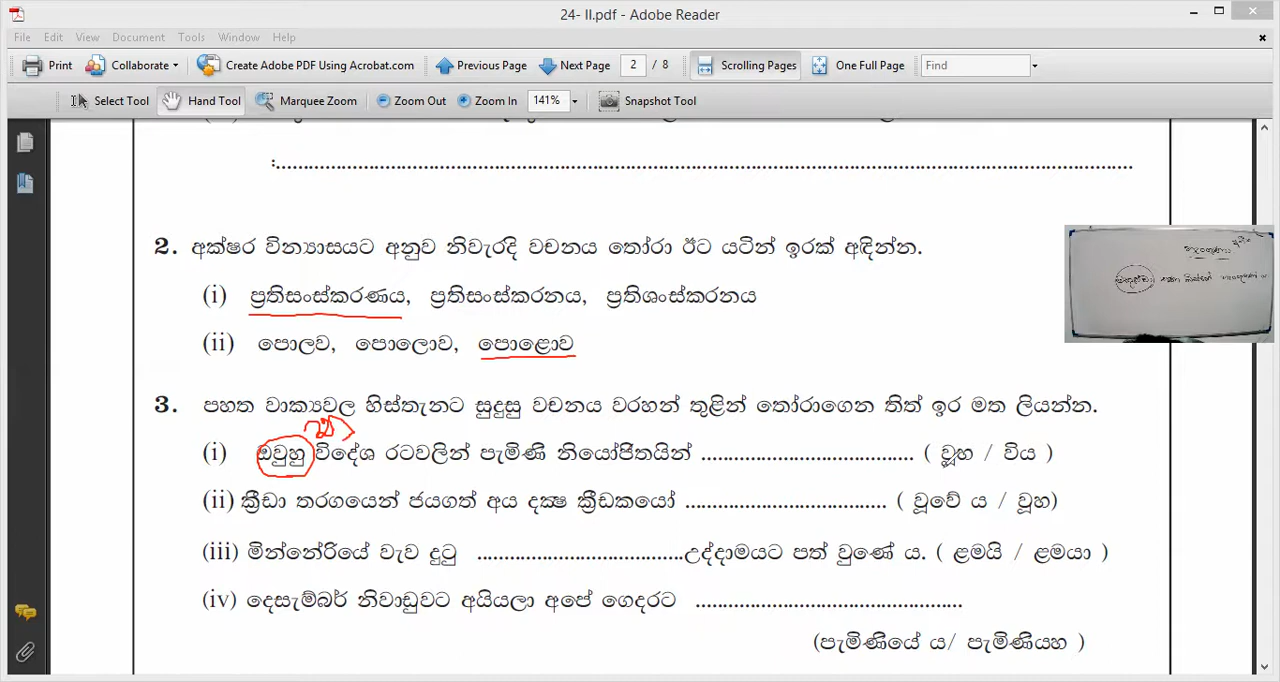 24- II.pdf - Adobe Reader
File Edit View Document Tools Window Help
Print Collaborate Create Adobe PDF Using Acrobat.com Previous Page Next Page 2 / 8 Scrolling Pages One Full Page Find
Select Tool Hand Tool Marquee Zoom Zoom Out Zoom In 141% Snapshot Tool
:..................................................................................................................
2. අක්ෂර වින්‍යාසයට අනුව නිවැරදි වචනය තෝරා ඊට යටින් ඉරක් අඳින්න.
(i) ප්‍රතිසංස්කරණය, ප්‍රතිසංස්කරනය, ප්‍රතිශංස්කරනය
(ii) පොලව, පොලොව, පොළොව
3. පහත වාක්‍යවල හිස්තැනට සුදුසු වචනය වරහන් තුළින් තෝරාගෙන තිත් ඉර මත ලියන්න.
(i) ඔවුහු විදේශ රටවලින් පැමිණි නියෝජිතයින් ........................................ ( වූහ / විය )
(ii) ක්‍රීඩා තරගයෙන් ජයගත් අය දක්‍ෂ ක්‍රීඩකයෝ ...................................... ( වූවේ ය / වූහ)
(iii) මින්නේරියේ වැව දුටු .......................................උද්දාමයට පත් වුණේ ය. ( ළමයි / ළමයා )
(iv) දෙසැම්බර් නිවාඩුවට අයියලා අපේ ගෙදරට ..................................................
(පැමිණියේ ය/ පැමිණියහ )